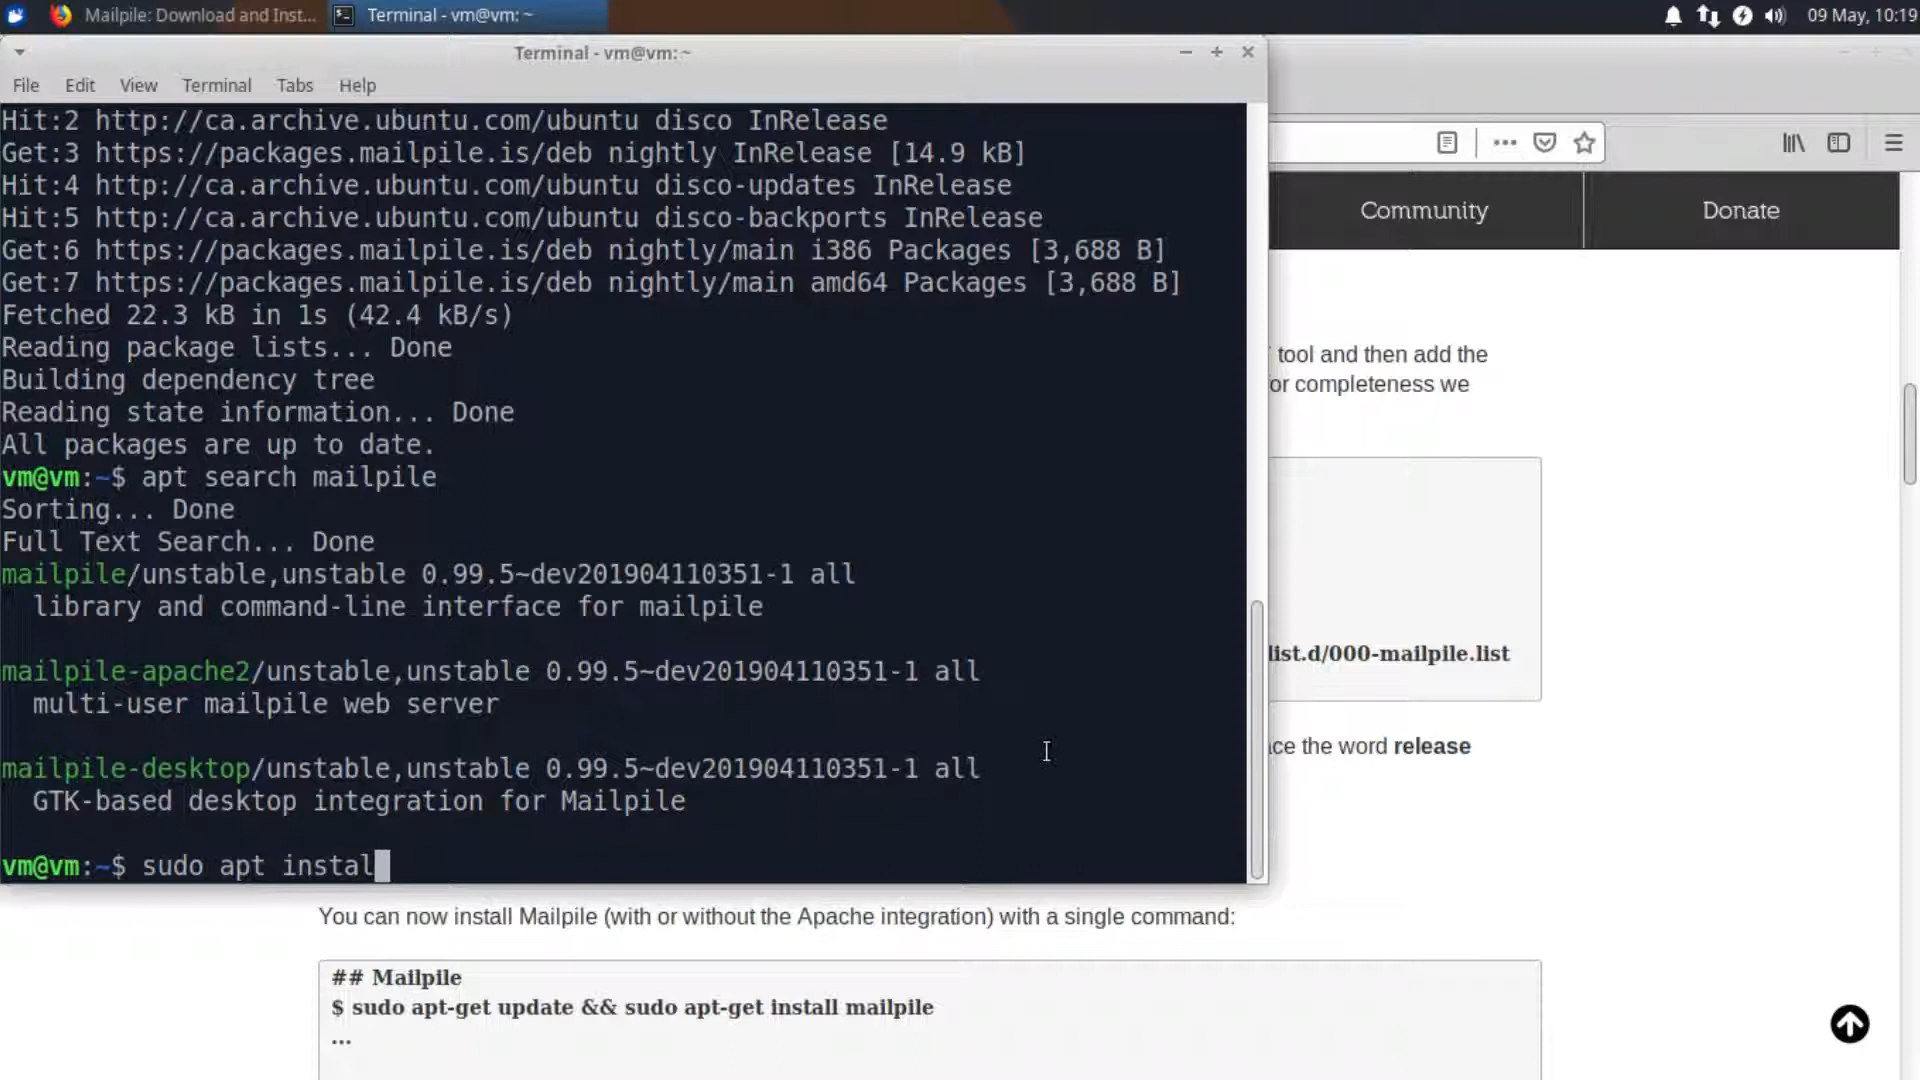 Mailpile: Download and Inst...
Terminal - vm@vm: ~
09 May, 10:19
Terminal - vm@vm: ~
File Edit View Terminal Tabs Help
Hit:2 http://ca.archive.ubuntu.com/ubuntu disco InRelease
Get:3 https://packages.mailpile.is/deb nightly InRelease [14.9 kB]
Hit:4 http://ca.archive.ubuntu.com/ubuntu disco-updates InRelease
Hit:5 http://ca.archive.ubuntu.com/ubuntu disco-backports InRelease
Get:6 https://packages.mailpile.is/deb nightly/main i386 Packages [3,688 B]
Get:7 https://packages.mailpile.is/deb nightly/main amd64 Packages [3,688 B]
Fetched 22.3 kB in 1s (42.4 kB/s)
Reading package lists... Done
Building dependency tree
Reading state information... Done
All packages are up to date.
vm@vm:~$ apt search mailpile
Sorting... Done
Full Text Search... Done
mailpile/unstable,unstable 0.99.5~dev201904110351-1 all
library and command-line interface for mailpile
mailpile-apache2/unstable,unstable 0.99.5~dev201904110351-1 all
multi-user mailpile web server
mailpile-desktop/unstable,unstable 0.99.5~dev201904110351-1 all
GTK-based desktop integration for Mailpile
vm@vm:~$ sudo apt instal
Community
Donate
tool and then add the
or completeness we
list.d/000-mailpile.list
ce the word release
You can now install Mailpile (with or without the Apache integration) with a single command:
## Mailpile
$ sudo apt-get update && sudo apt-get install mailpile
...